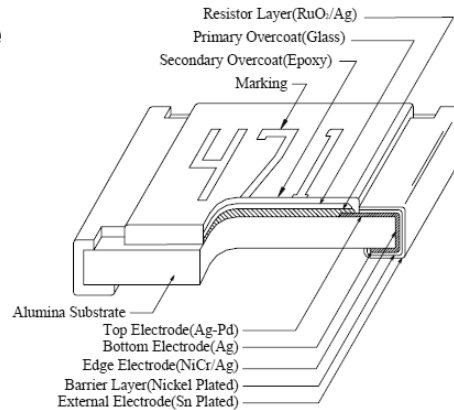 Resistor Layer(RuO₂/Ag)
Primary Overcoat(Glass)
Secondary Overcoat(Epoxy)
Marking
471
Alumina Substrate
Top Electrode(Ag-Pd)
Bottom Electrode(Ag)
Edge Electrode(NiCr/Ag)
Barrier Layer(Nickel Plated)
External Electrode(Sn Plated)